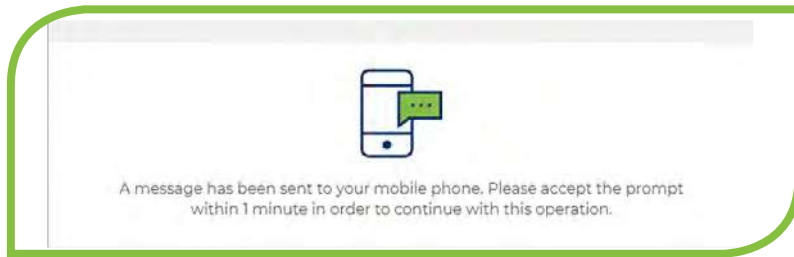 A message has been sent to your mobile phone. Please accept the prompt
within 1 minute in order to continue with this operation.